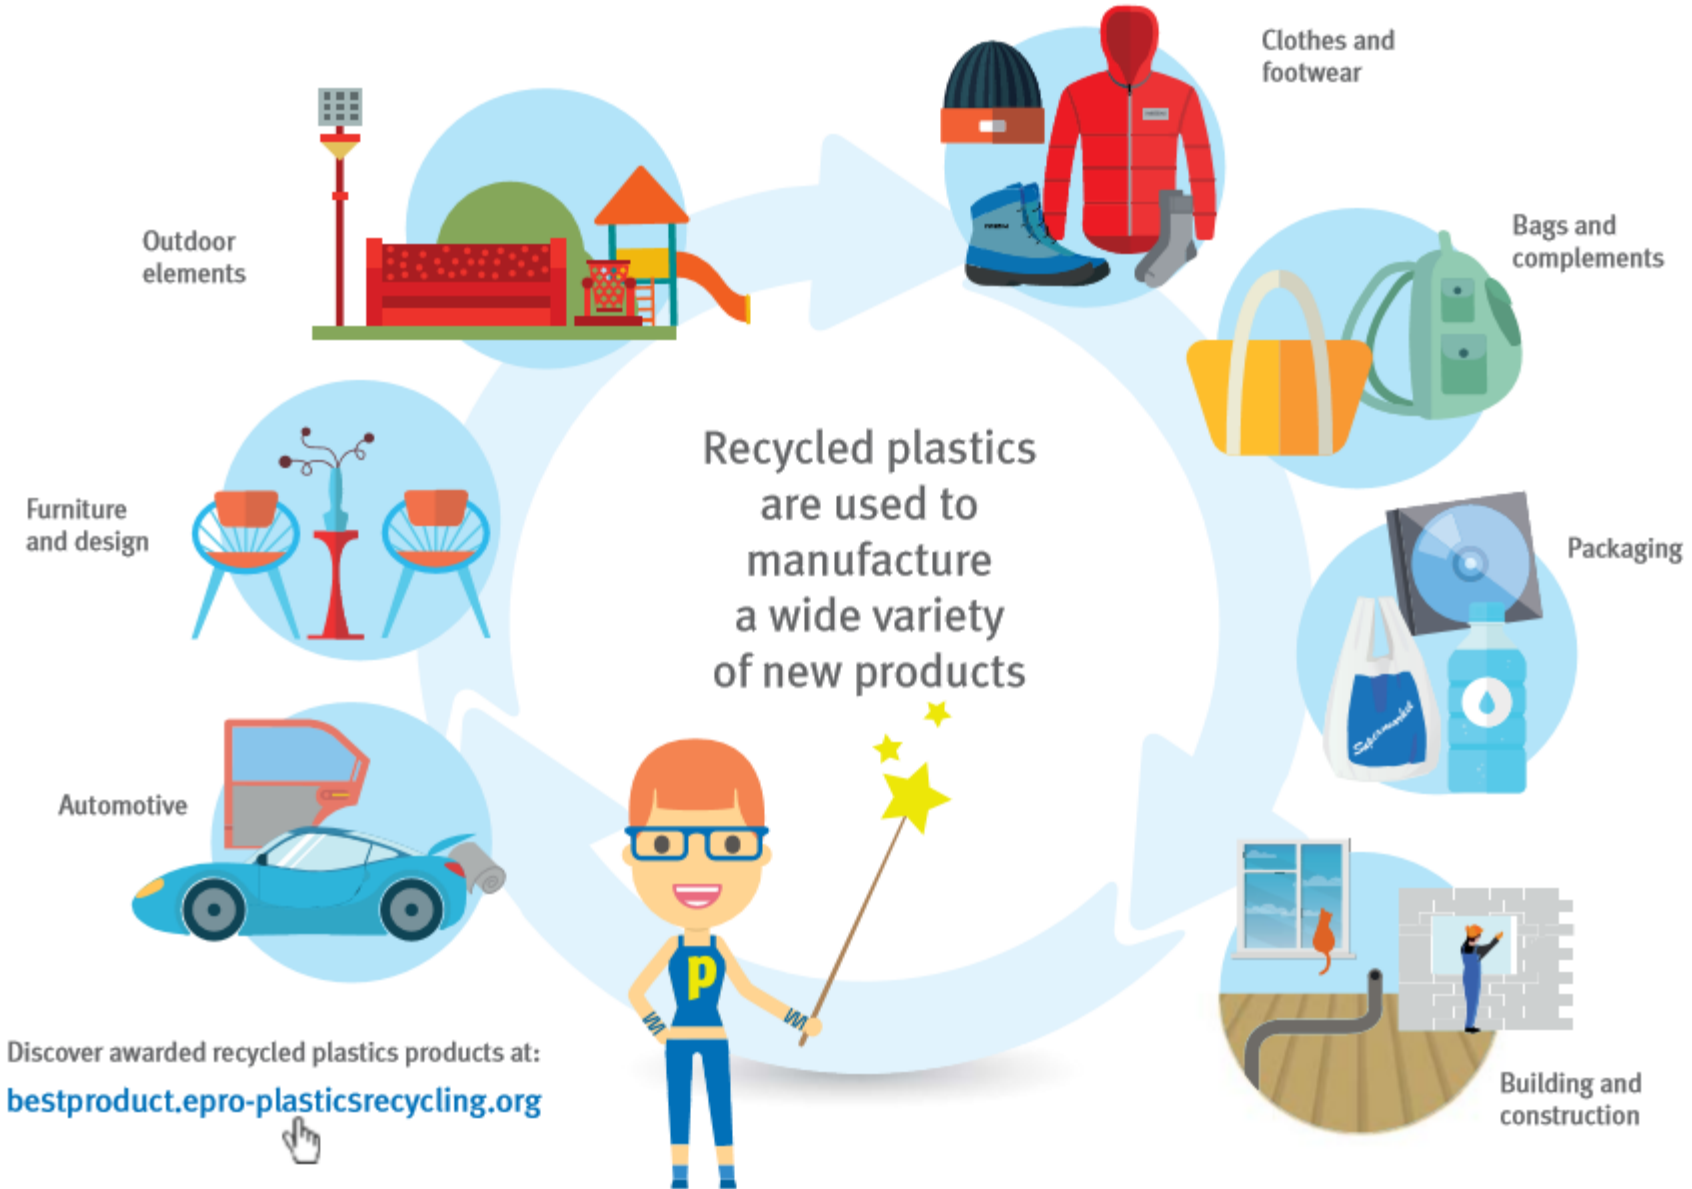 Clothes and
footwear
Outdoor
elements
Bags and
complements
Recycled plastics
are used to
manufacture
a wide variety
of new products
Furniture
and design
Packaging
Supermarket
Automotive
p
Building and
construction
Discover awarded recycled plastics products at:
bestproduct.epro-plasticsrecycling.org